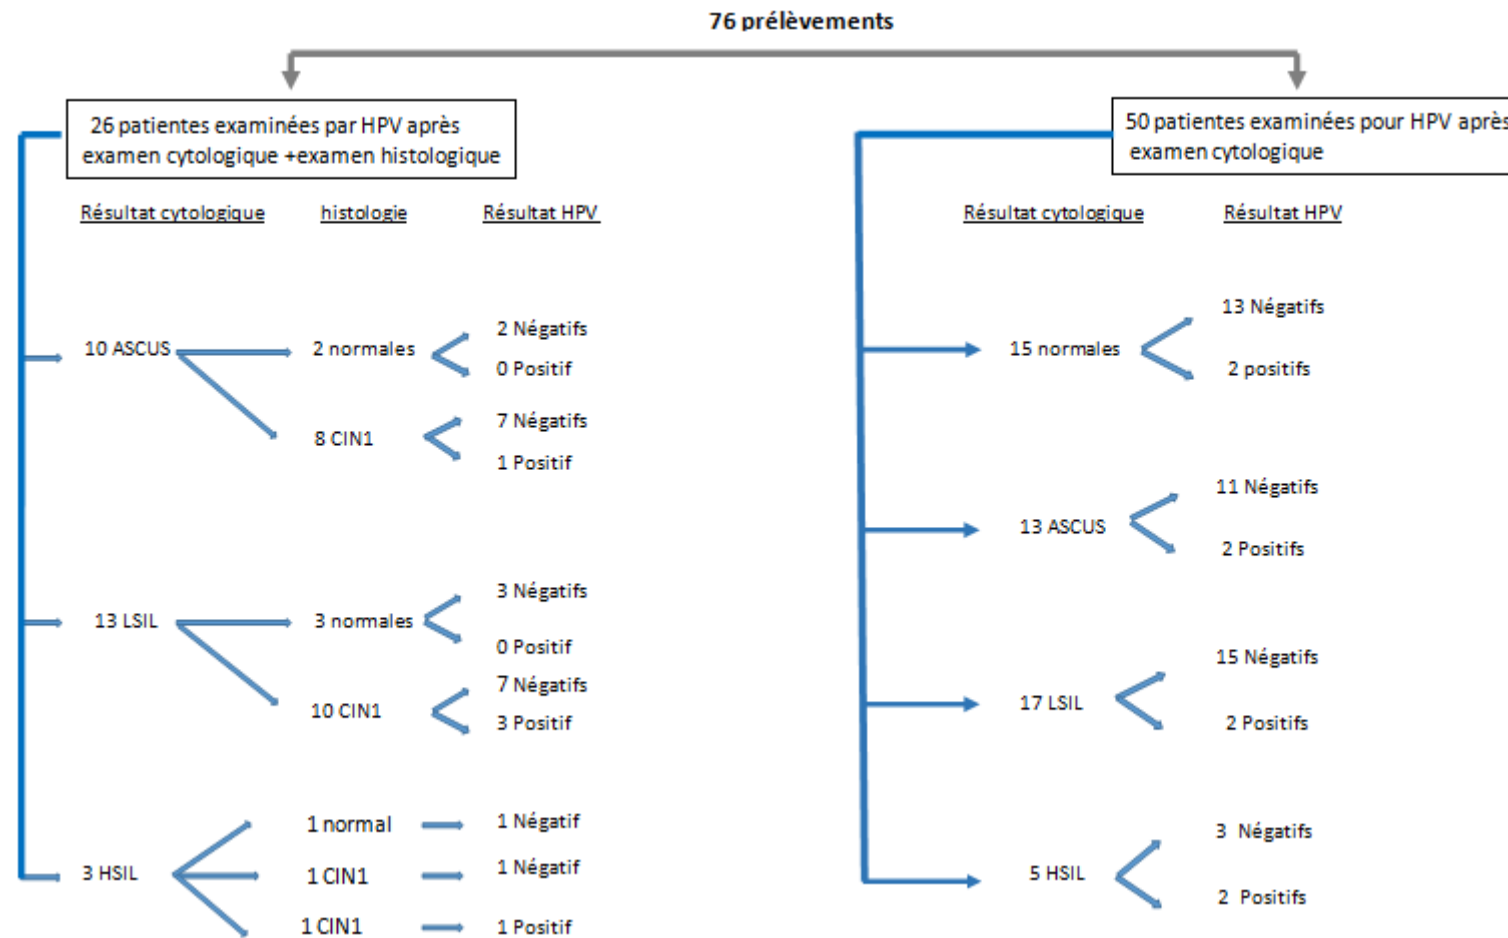 76 prélèvements
26 patientes examinées par HPV après
examen cytologique +examen histologique
Résultat cytologique histologie Résultat HPV
10 ASCUS
2 normales
2 Négatifs
0 Positif
8 CIN1
7 Négatifs
1 Positif
13 LSIL
3 normales
3 Négatifs
0 Positif
10 CIN1
7 Négatifs
3 Positif
3 HSIL
1 normal
1 Négatif
1 CIN1
1 Négatif
1 CIN1
1 Positif
50 patientes examinées pour HPV après
examen cytologique
Résultat cytologique Résultat HPV
15 normales
13 Négatifs
2 positifs
13 ASCUS
11 Négatifs
2 Positifs
17 LSIL
15 Négatifs
2 Positifs
5 HSIL
3 Négatifs
2 Positifs